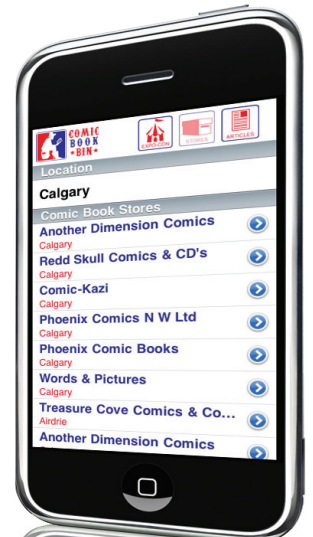 COMIC
BOOK
•BIN•
EXPO-CON
STORES
ARTICLES
Location
Calgary
Comic Book Stores
Another Dimension Comics
Calgary
Redd Skull Comics & CD's
Calgary
Comic-Kazi
Calgary
Phoenix Comics N W Ltd
Calgary
Phoenix Comic Books
Calgary
Words & Pictures
Calgary
Treasure Cove Comics & Co...
Airdrie
Another Dimension Comics